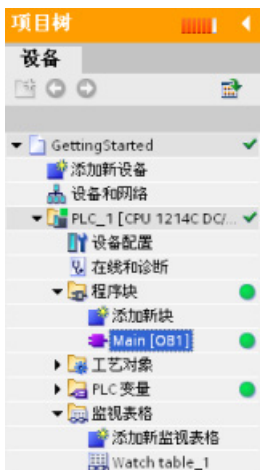 项目树
设备
GettingStarted
添加新设备
设备和网络
PLC_1 [CPU 1214C DC/...
设备配置
在线和诊断
程序块
添加新块
Main [OB1]
工艺对象
PLC 变量
监视表格
添加新监视表格
Watch table_1